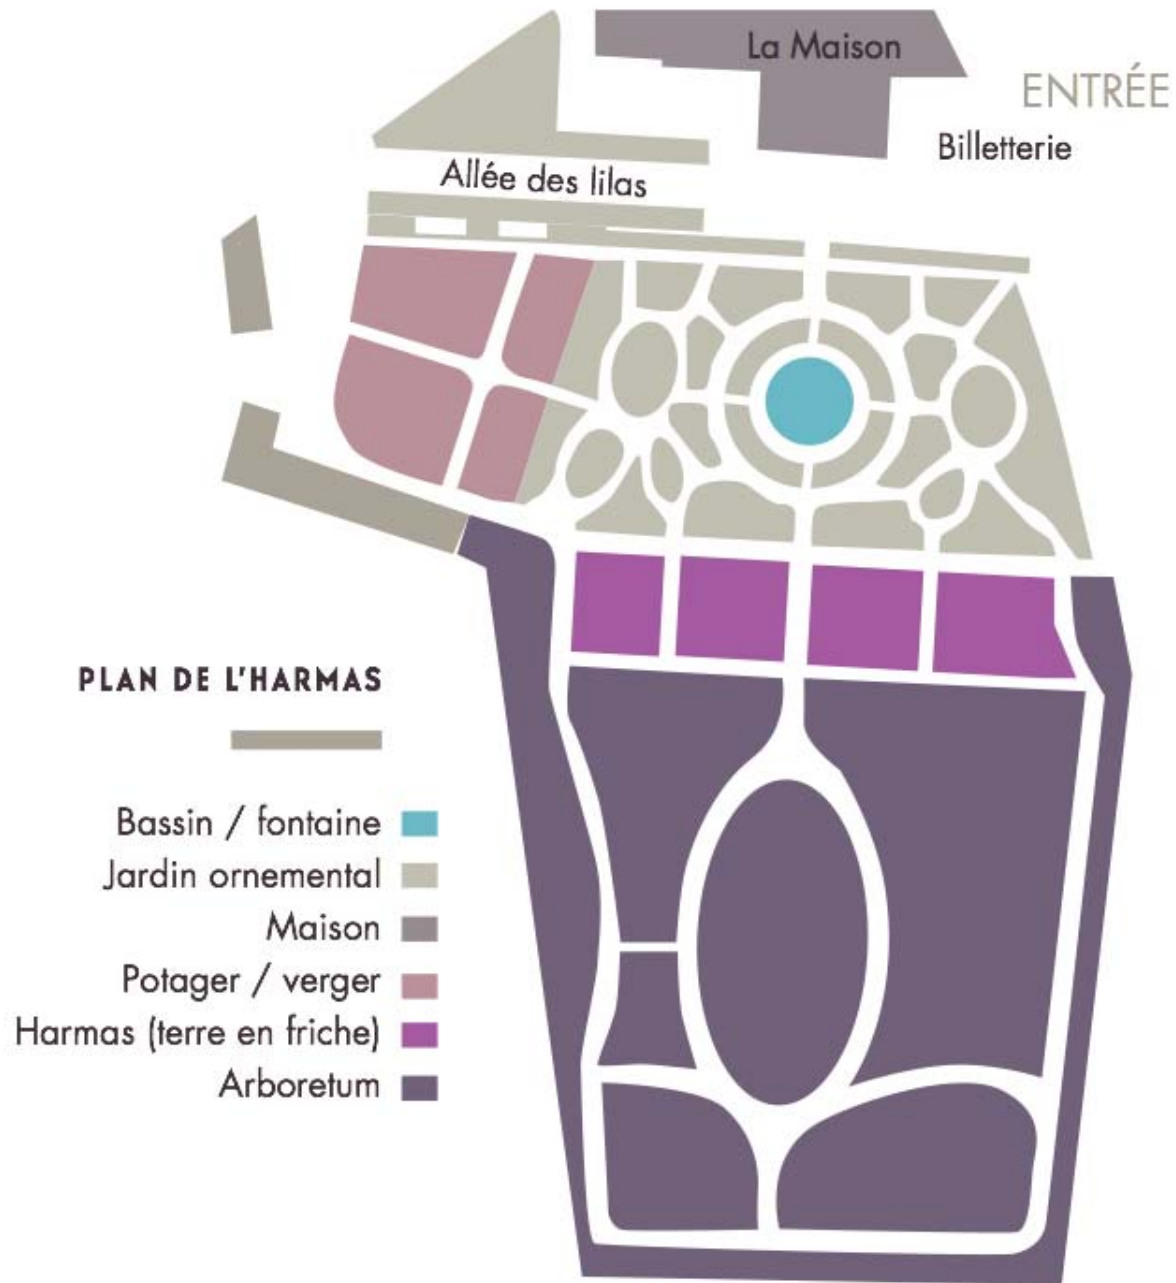 La Maison
ENTRÉE
Billetterie
Allée des lilas
PLAN DE L'HARMAS
Bassin / fontaine
Jardin ornemental
Maison
Potager / verger
Harmas (terre en friche)
Arboretum